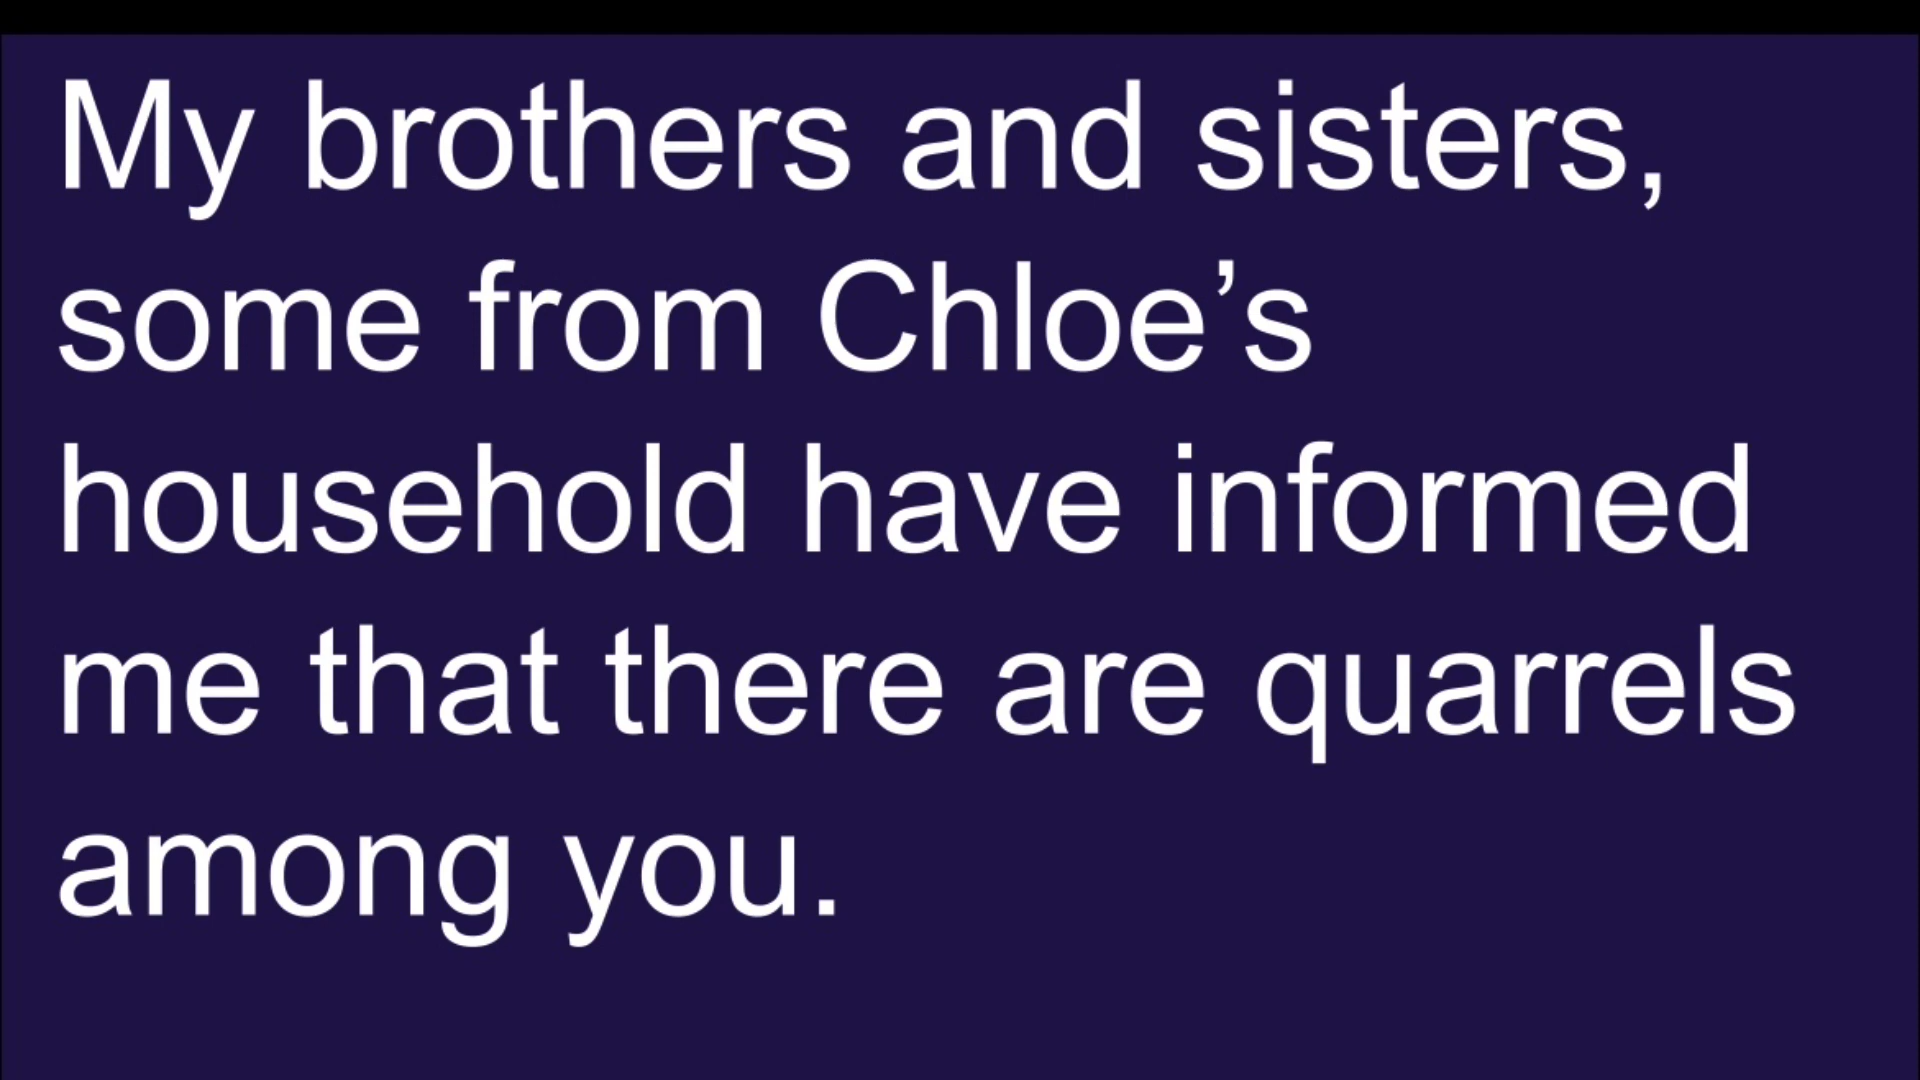 My brothers and sisters,
some from Chloe’s
household have informed
me that there are quarrels
among you.